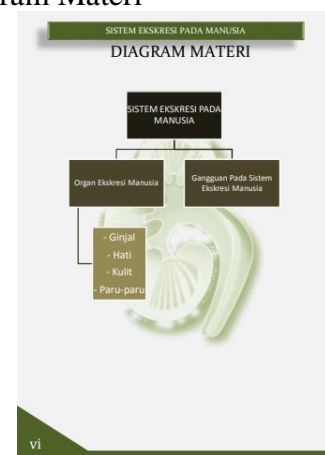 ram Materi
SISTEM EKSKRESI PADA MANUSIA
DIAGRAM MATERI
SISTEM EKSKRESI PADA
MANUSIA
Organ Ekskresi Manusia
Gangguan Pada Sistem
Ekskresi Manusia
- Ginjal
- Hati
- Kulit
- Paru-paru
vi